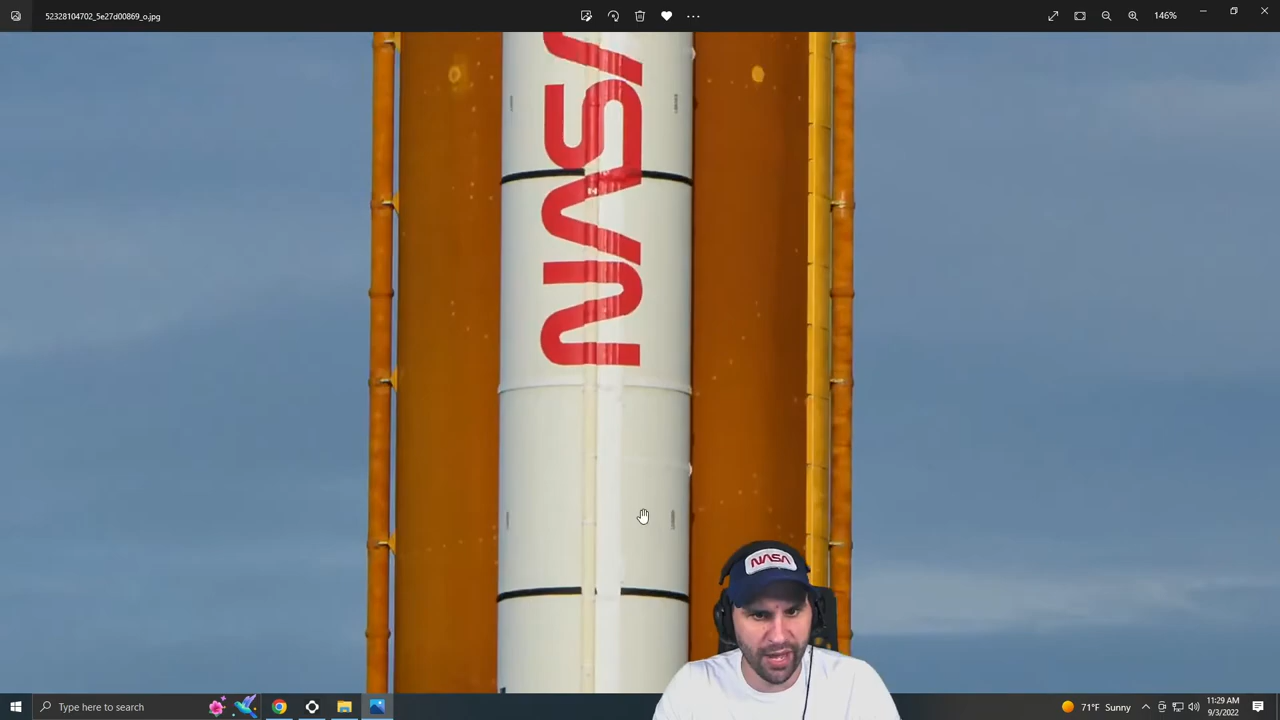 52328104702_5e27d00869_o.jpg
146%
NASA
NASA
Type here to search
71°F Sunny
11:29 AM
9/3/2022